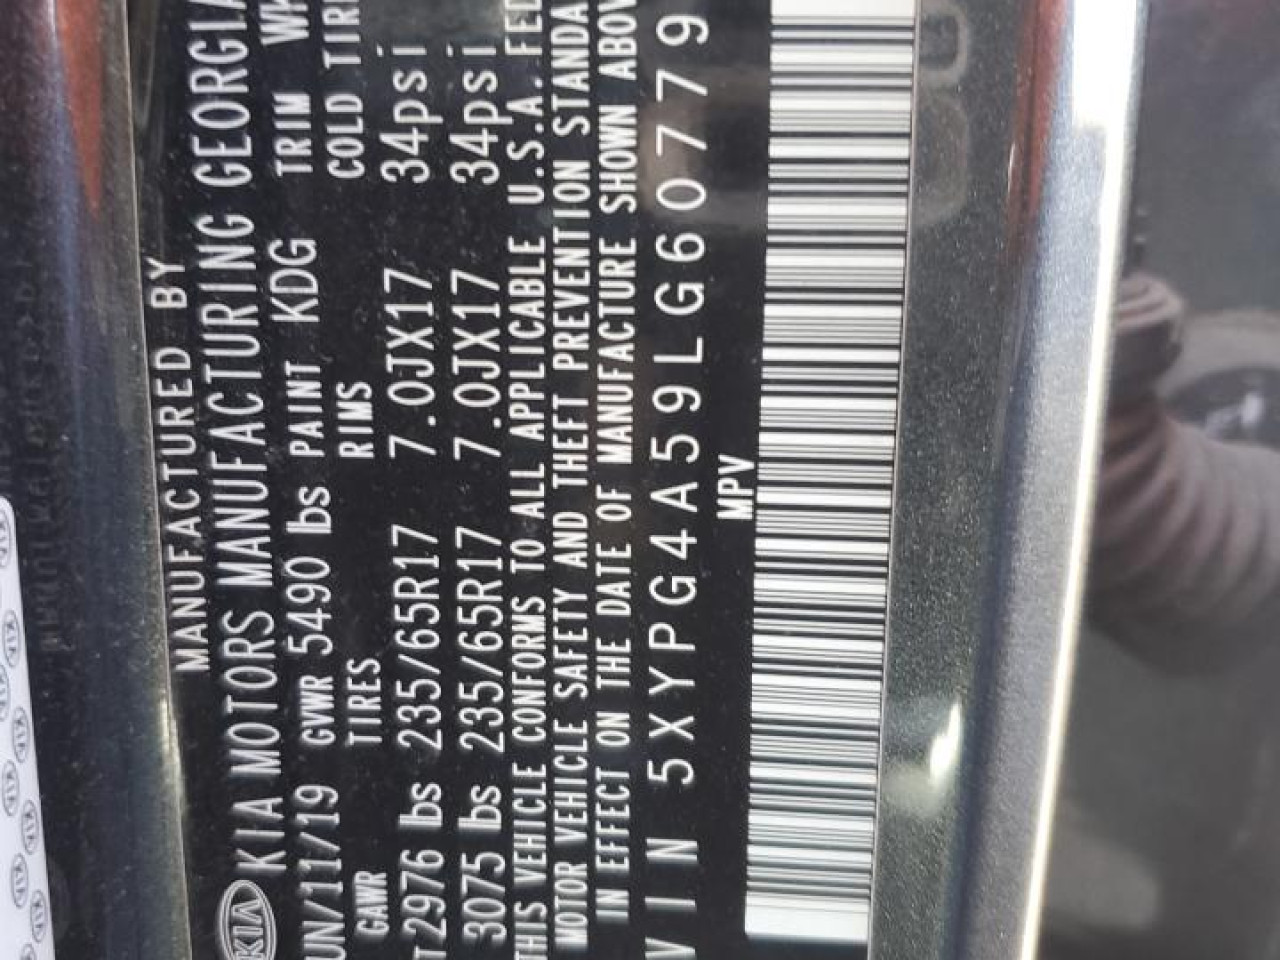 MANUFACTURED BY
KIA KIA MOTORS MANUFACTURING GEORGIA
UN/11/19 GVWR 5490 lbs PAINT KDG TRIM WK
GAWR TIRES RIMS COLD TIRE
T 2976 lbs 235/65R17 7.0JX17 34psi
3075 lbs 235/65R17 7.0JX17 34psi
THIS VEHICLE CONFORMS TO ALL APPLICABLE U.S.A. FED
MOTOR VEHICLE SAFETY AND THEFT PREVENTION STANDA
IN EFFECT ON THE DATE OF MANUFACTURE SHOWN ABOV
VIN 5XYPG4A59LG60779
MPV